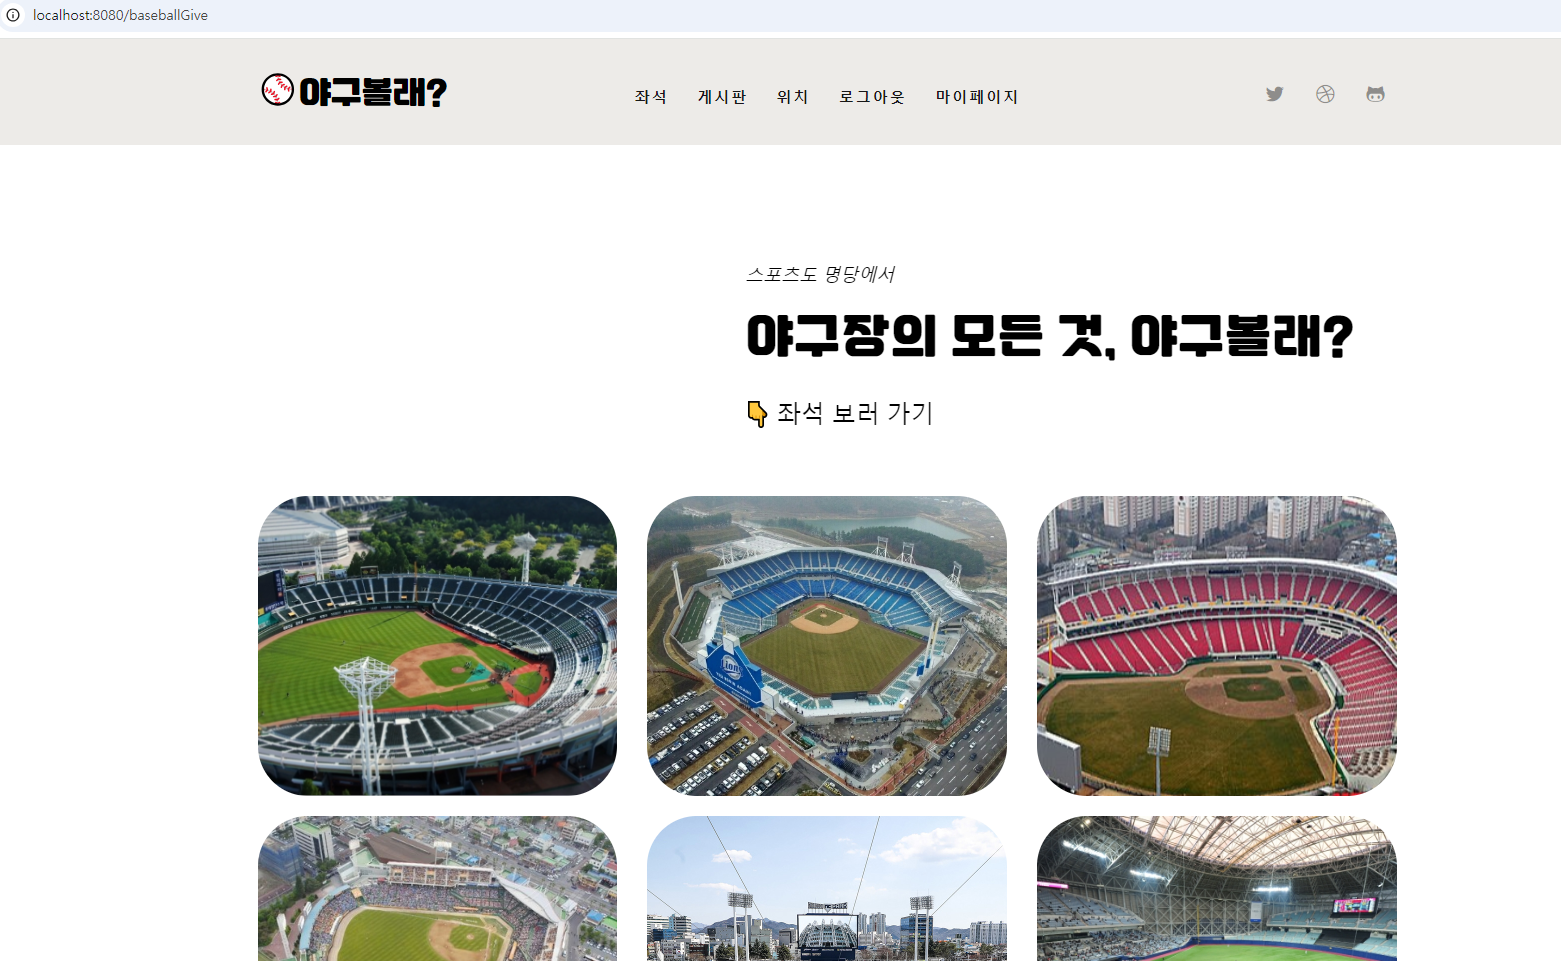 localhost:8080/baseballGive
야구볼래?
좌석 게시판 위치 로그아웃 마이페이지
스포츠도 명당에서
야구장의 모든 것, 야구볼래?
👇 좌석 보러 가기
Lions